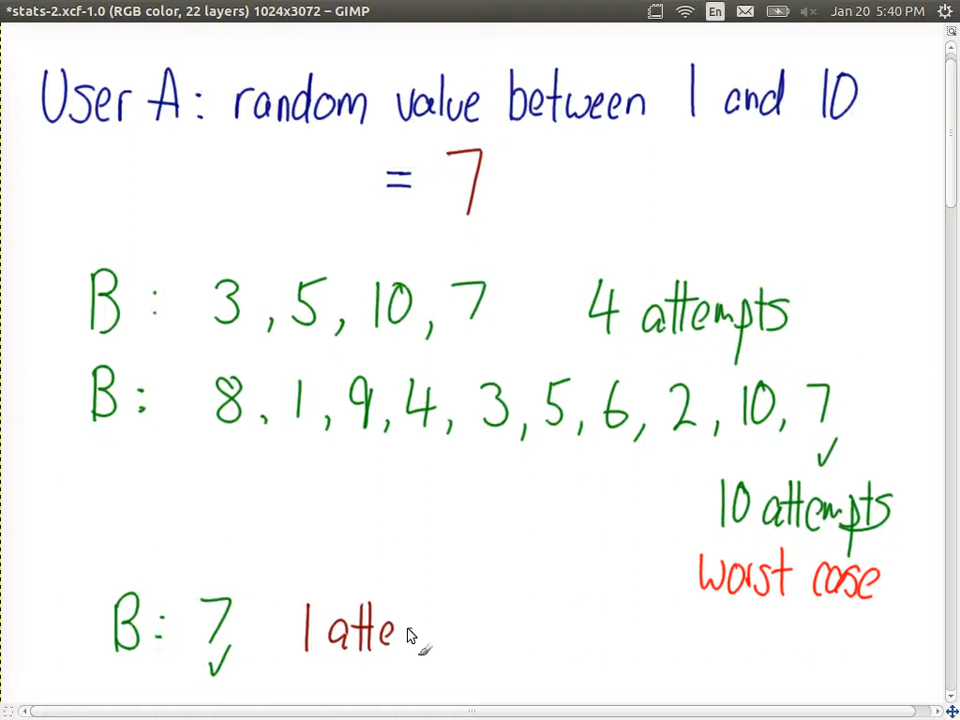 *stats-2.xcf-1.0 (RGB color, 22 layers) 1024x3072 – GIMP
En
Jan 20 5:40 PM
User A: random value between 1 and 10
= 7
B: 3, 5, 10, 7 4 attempts
B: 8, 1, 9, 4, 3, 5, 6, 2, 10, 7
10 attempts
worst case
B: 7 1 atte